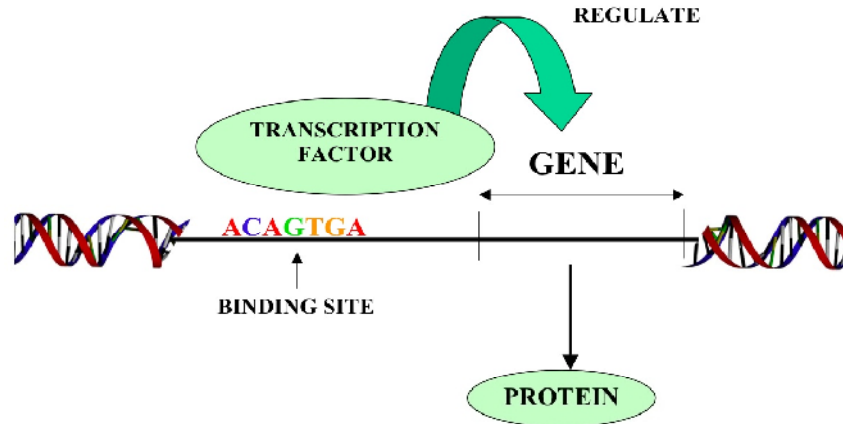 REGULATE
TRANSCRIPTION
FACTOR
GENE
ACAGTGA
BINDING SITE
PROTEIN